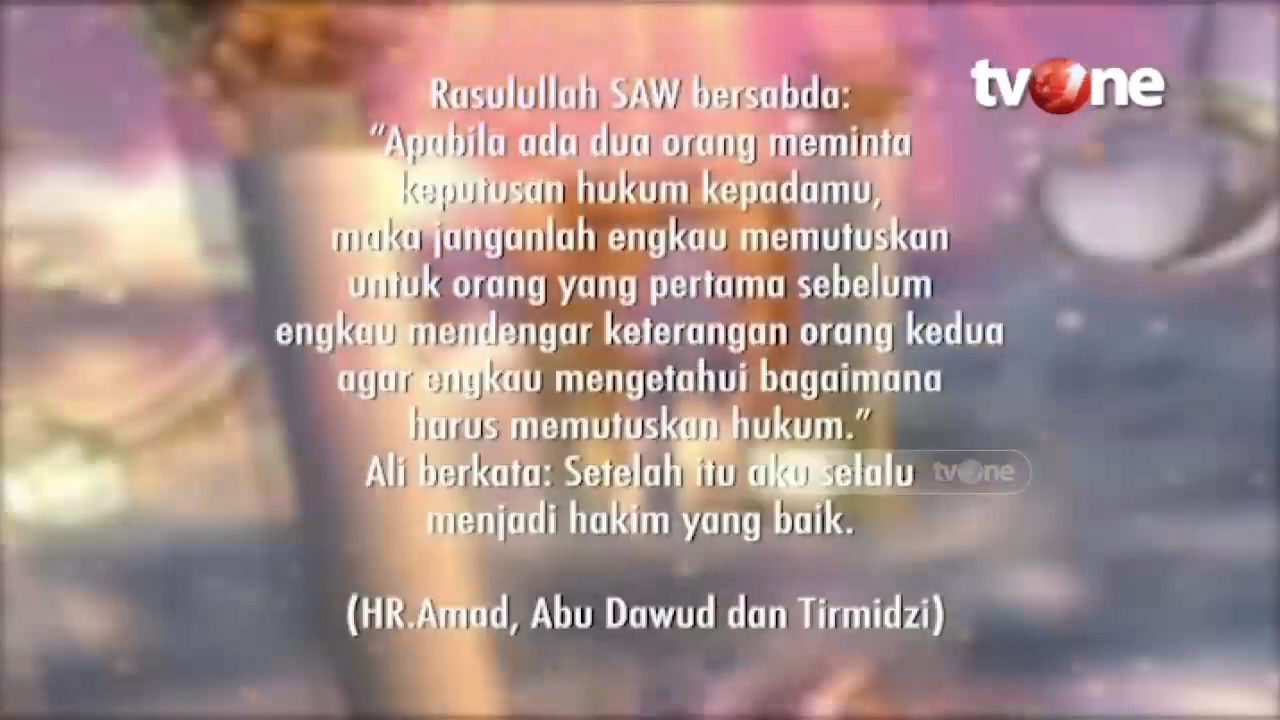 tvOne
Rasulullah SAW bersabda:
“Apabila ada dua orang meminta
keputusan hukum kepadamu,
maka janganlah engkau memutuskan
untuk orang yang pertama sebelum
engkau mendengar keterangan orang kedua
agar engkau mengetahui bagaimana
harus memutuskan hukum.”
Ali berkata: Setelah itu aku selalu
tvOne
menjadi hakim yang baik.
(HR.Amad, Abu Dawud dan Tirmidzi)